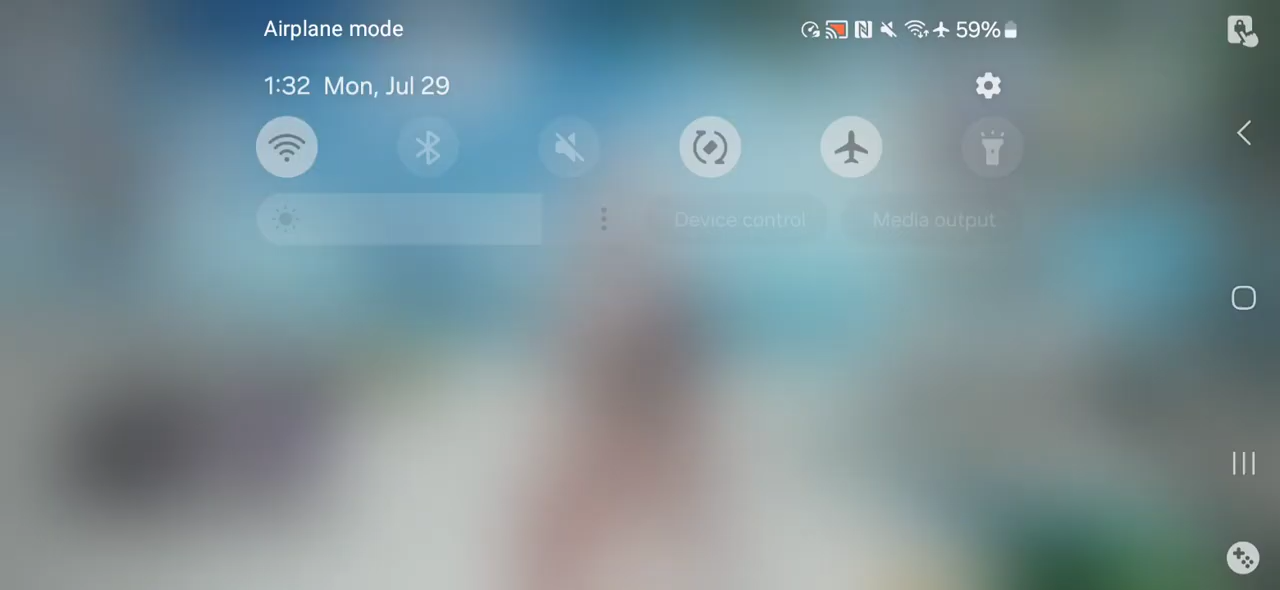 Airplane mode
59%
1:32 Mon, Jul 29
Device control
Media output